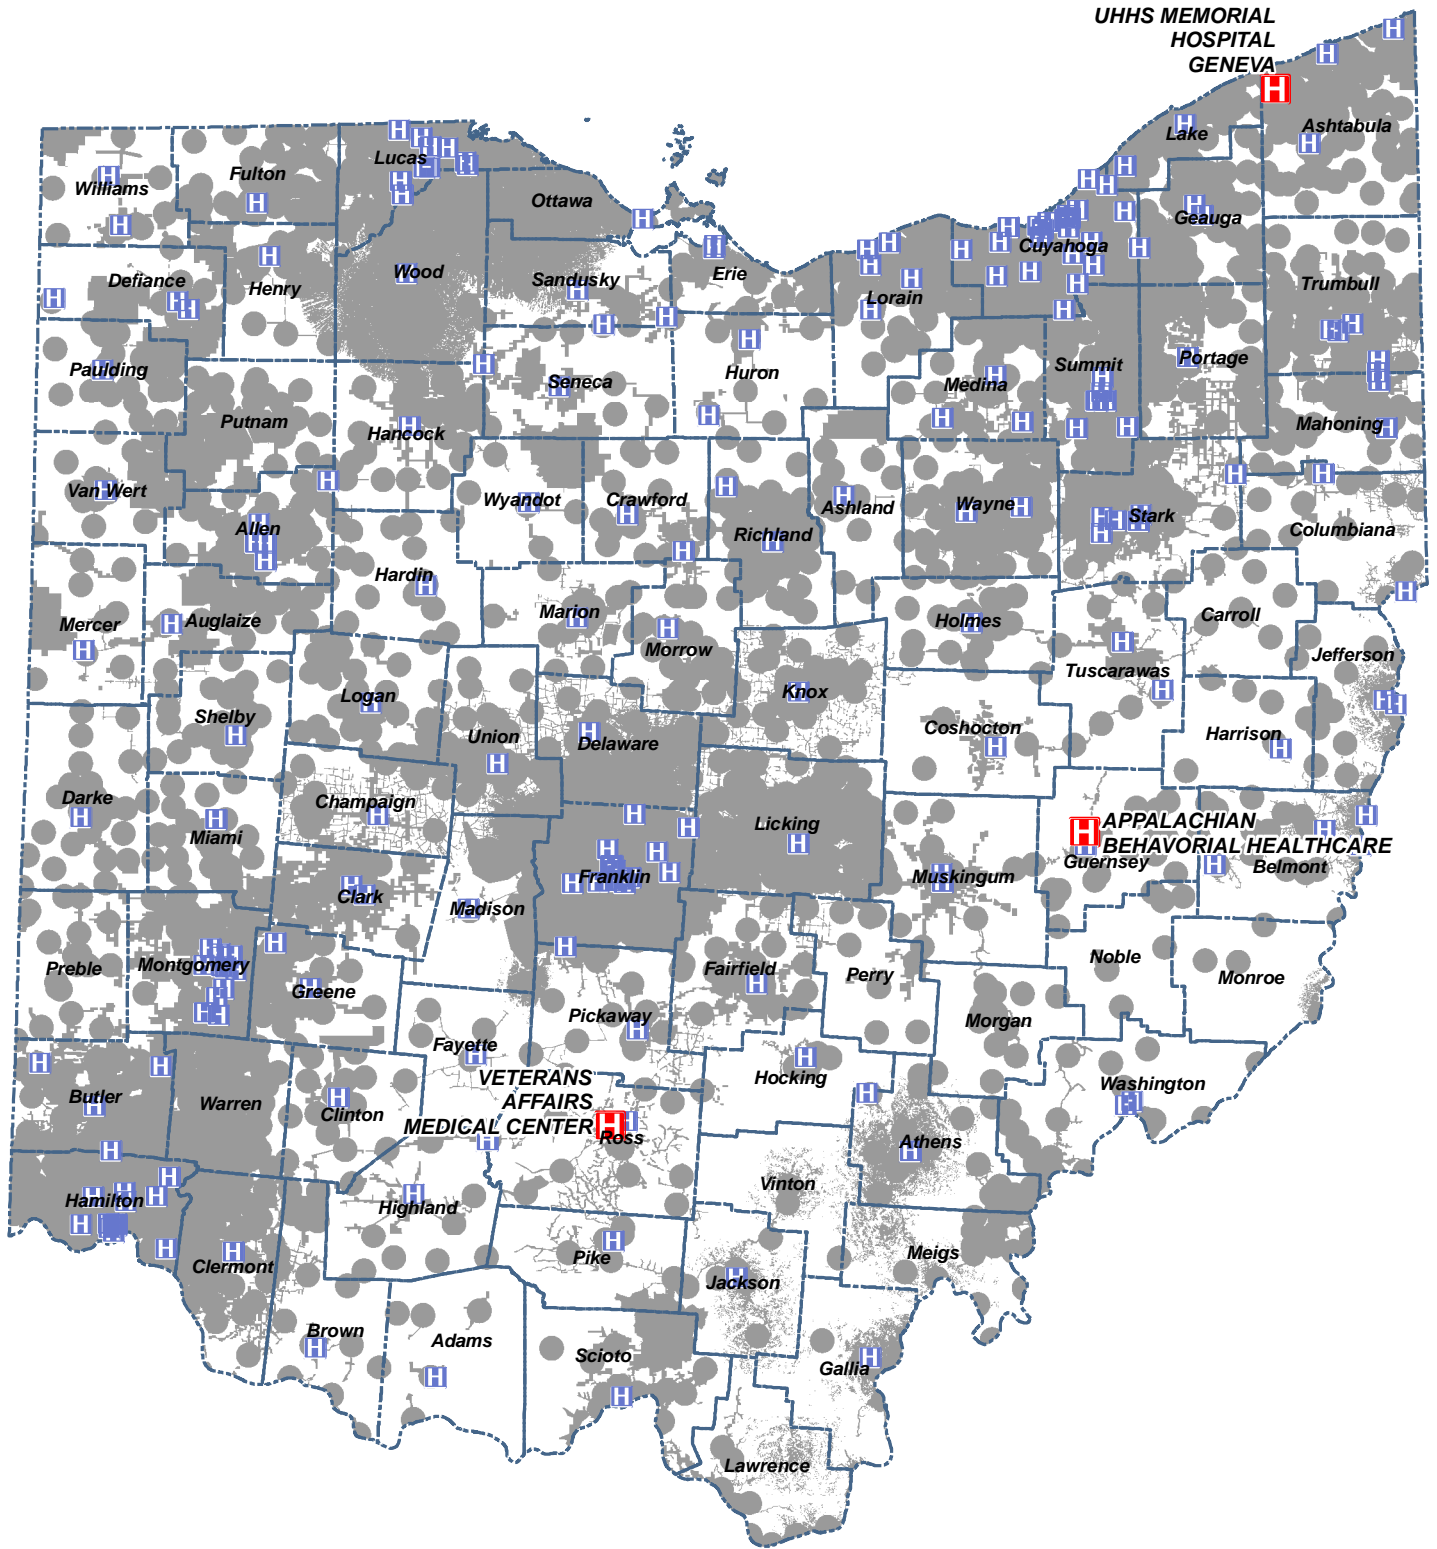 UHHS MEMORIAL
HOSPITAL
GENEVA
H
Lake
Ashtabula
Williams
Fulton
Lucas
Ottawa
Geauga
Cuyahoga
Defiance
Henry
Wood
Sandusky
Erie
Lorain
Trumbull
Paulding
Putnam
Hancock
Seneca
Huron
Medina
Summit
Portage
Mahoning
Van Wert
Allen
Wyandot
Crawford
Richland
Ashland
Wayne
Stark
Columbiana
Mercer
Auglaize
Hardin
Marion
Morrow
Holmes
Carroll
Jefferson
Tuscarawas
Logan
Shelby
Union
Delaware
Knox
Coshocton
Harrison
Darke
Miami
Champaign
Licking
H
APPALACHIAN
BEHAVORIAL HEALTHCARE
Guernsey
Belmont
Clark
Madison
Franklin
Muskingum
Preble
Montgomery
Greene
Fairfield
Perry
Noble
Monroe
Pickaway
Fayette
Morgan
Hocking
Washington
Butler
Warren
Clinton
VETERANS
AFFAIRS
MEDICAL CENTER
H
Ross
Athens
Vinton
Hamilton
Highland
Clermont
Pike
Jackson
Meigs
Brown
Adams
Scioto
Gallia
Lawrence